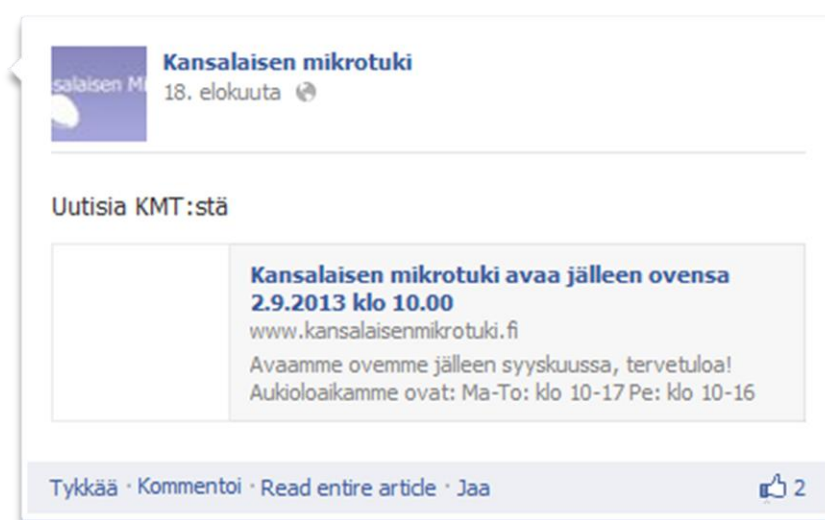 salaisen Mi
Kansalaisen mikrotuki
18. elokuuta
Uutisia KMT:stä
Kansalaisen mikrotuki avaa jälleen ovensa
2.9.2013 klo 10.00
www.kansalaisenmikrotuki.fi
Avaamme ovemme jälleen syyskuussa, tervetuloa!
Aukioloaikamme ovat: Ma-To: klo 10-17 Pe: klo 10-16
Tykkää · Kommentoi · Read entire article · Jaa 2